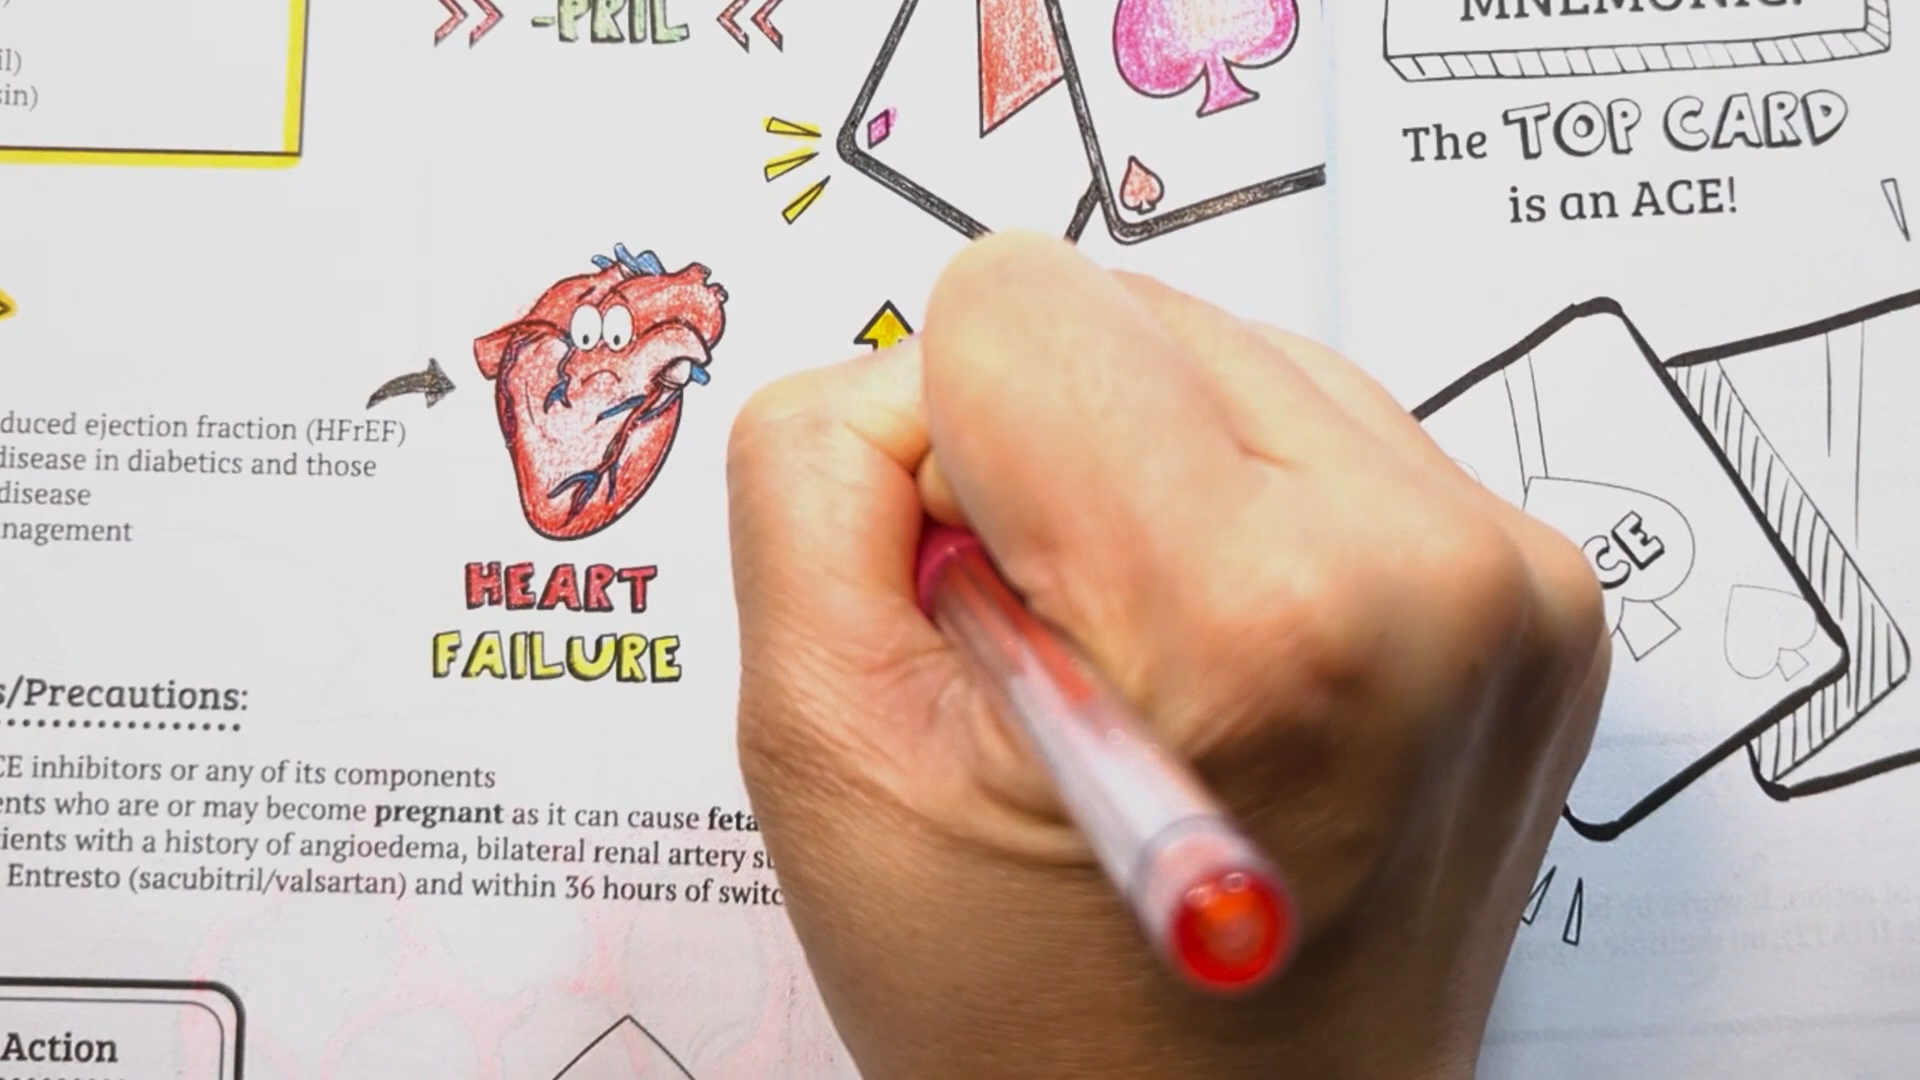 -PRIL
il)
sin)
MNEMONIC:
The TOP CARD
is an ACE!
duced ejection fraction (HFrEF)
disease in diabetics and those
disease
nagement
HEART
FAILURE
CE
s/Precautions:
CE inhibitors or any of its components
ents who are or may become pregnant as it can cause feta
ients with a history of angioedema, bilateral renal artery s
Entresto (sacubitril/valsartan) and within 36 hours of switc
Action